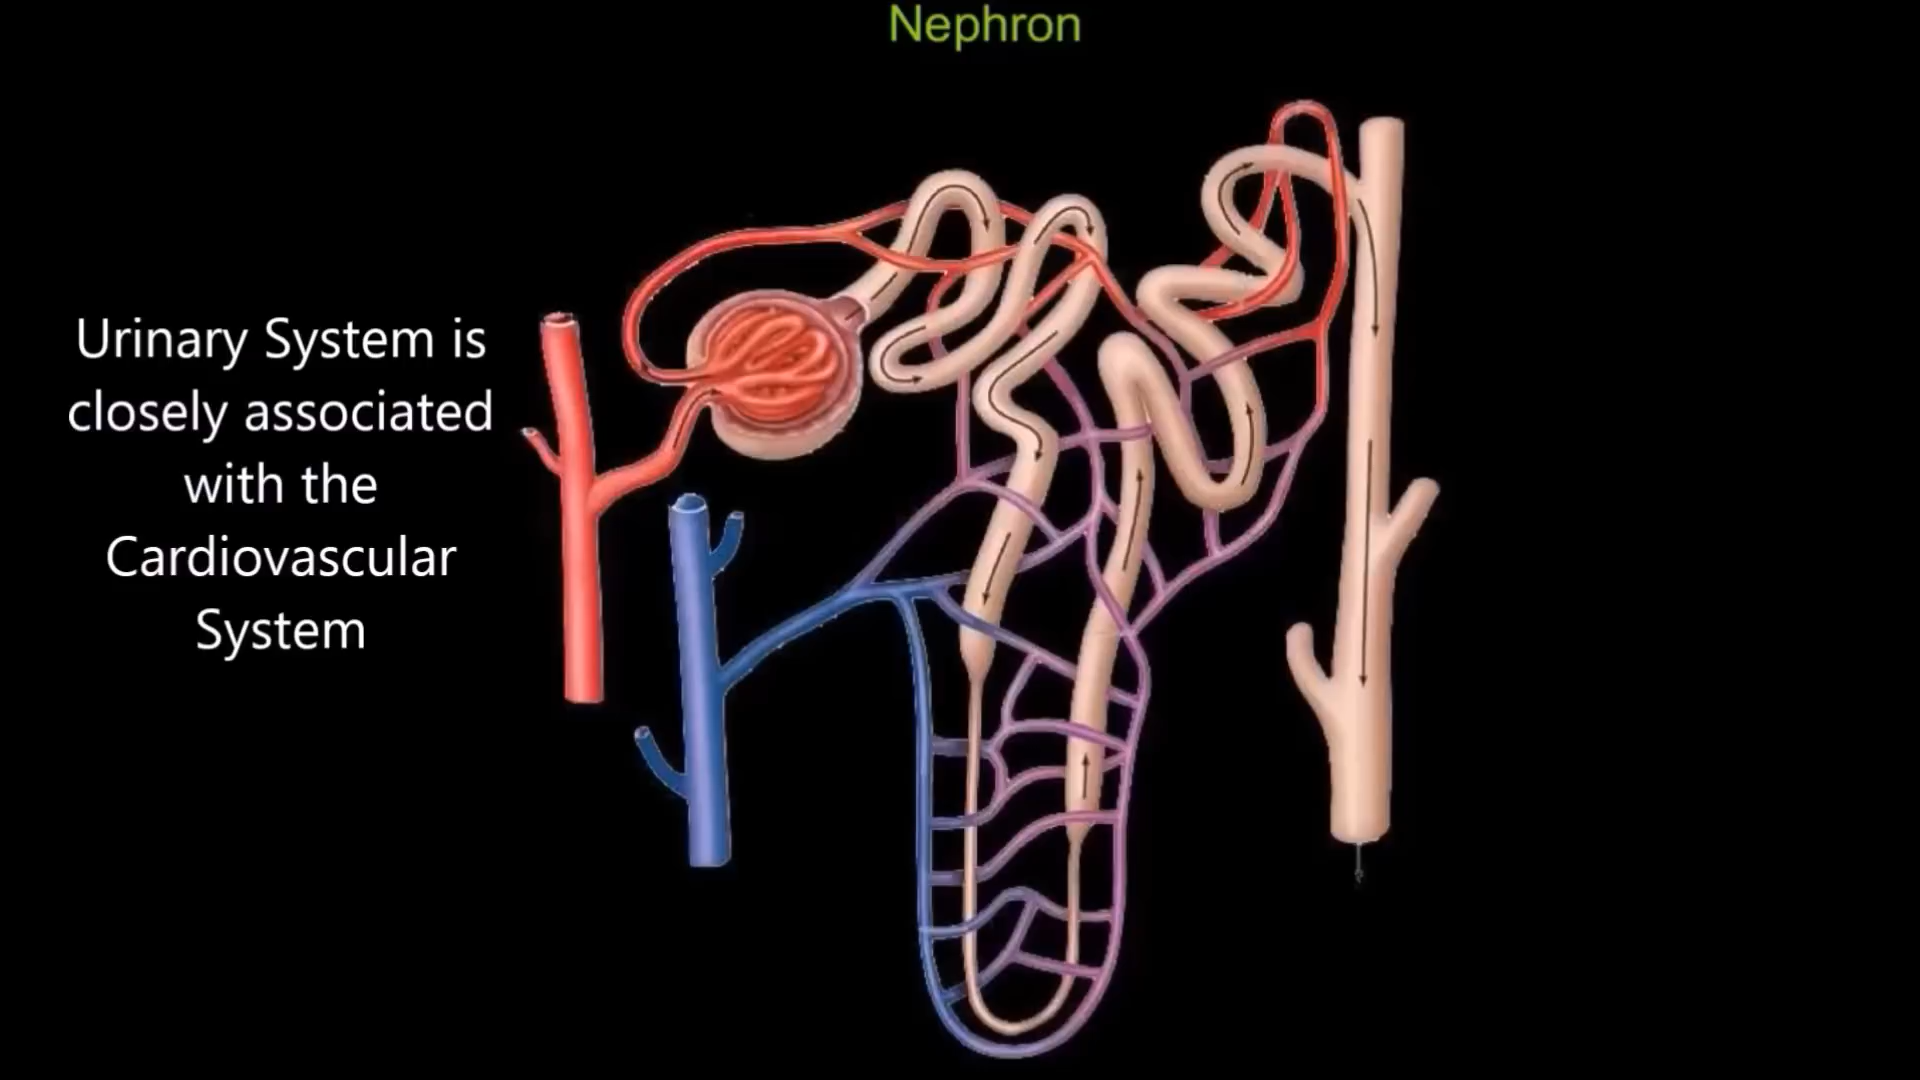 Nephron
Urinary System is
closely associated
with the
Cardiovascular
System